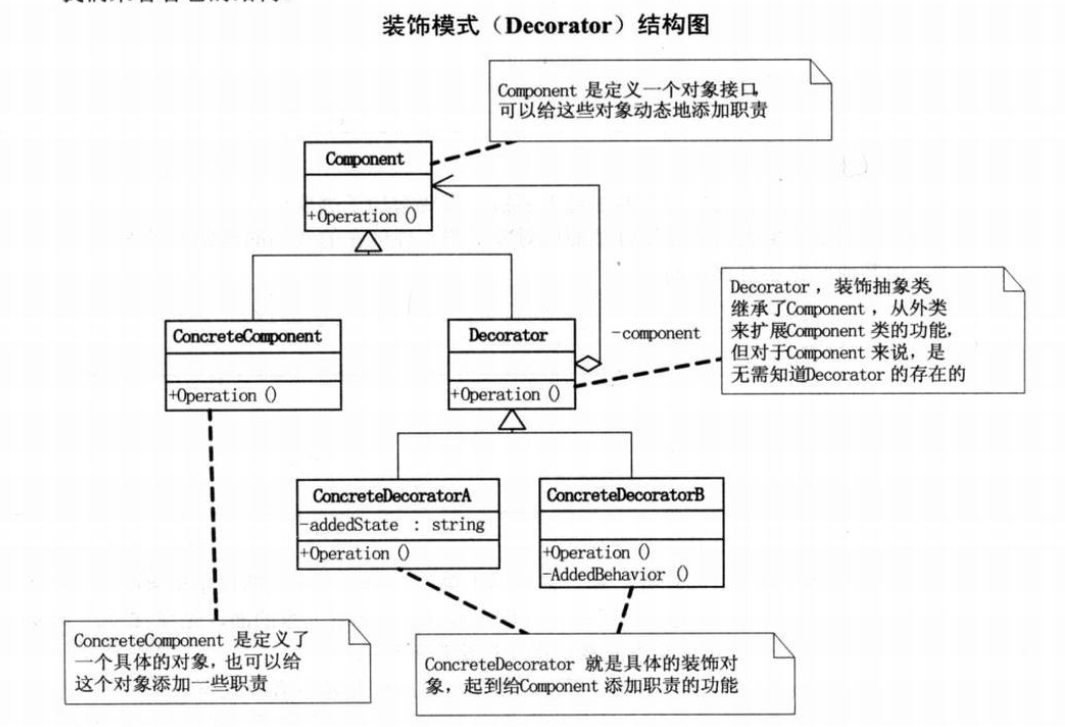 装饰模式（Decorator）结构图
Component 是定义一个对象接口，
可以给这些对象动态地添加职责
Component
+Operation ()
Decorator ，装饰抽象类，
继承了Component ，从外类
来扩展Component 类的功能，
但对于Component 来说，是
无需知道Decorator 的存在的
-component
ConcreteComponent
+Operation ()
Decorator
+Operation ()
ConcreteDecoratorA
-addedState : string
+Operation ()
ConcreteDecoratorB
+Operation ()
-AddedBehavior ()
ConcreteComponent 是定义了
一个具体的对象，也可以给
这个对象添加一些职责
ConcreteDecorator 就是具体的装饰对
象，起到给Component 添加职责的功能